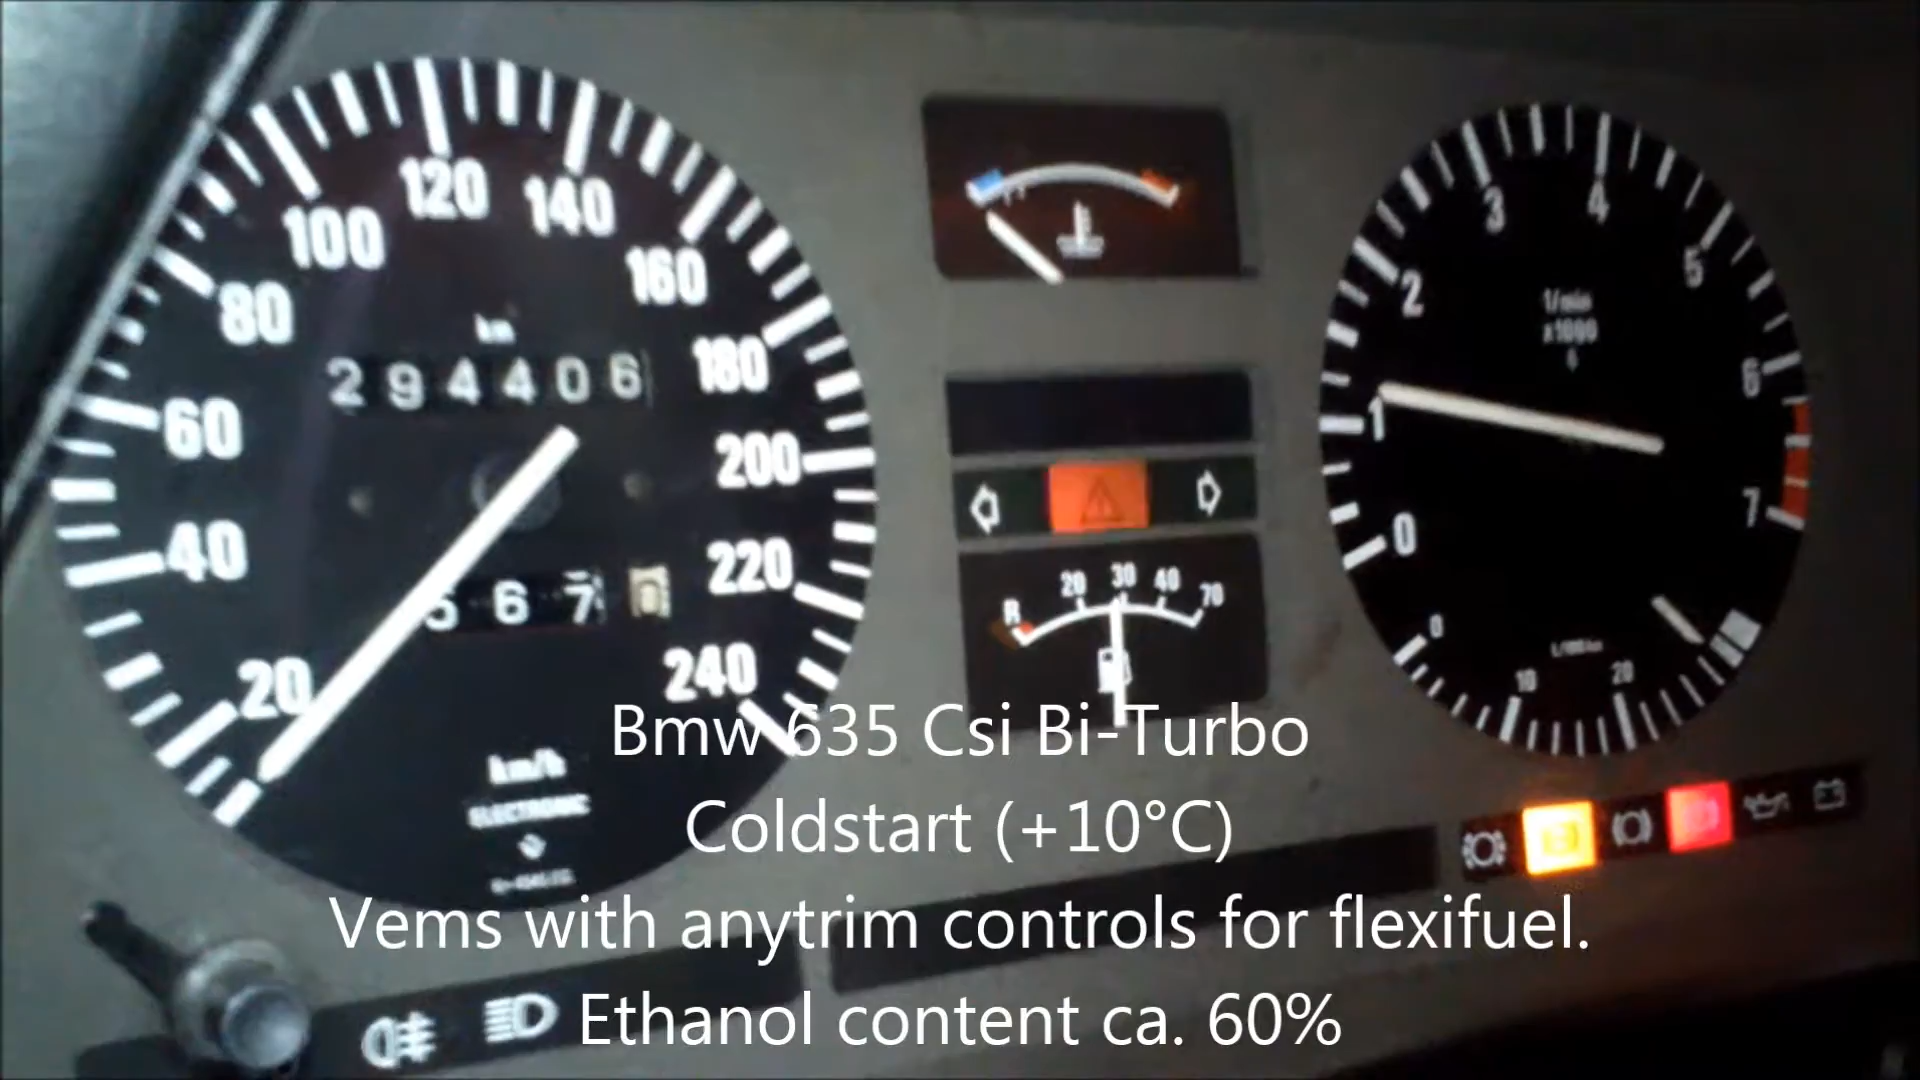 120
140
100
160
80
km
294406
180
60
200
40
220
567
20
240
km/h
ELECTRONIC
20 30 40 70
R
3 4
2 5
1/min
x1000
6
1 6
0 7
0
10 20
L/100km
Bmw 635 Csi Bi-Turbo
Coldstart (+10°C)
Vems with anytrim controls for flexifuel.
Ethanol content ca. 60%